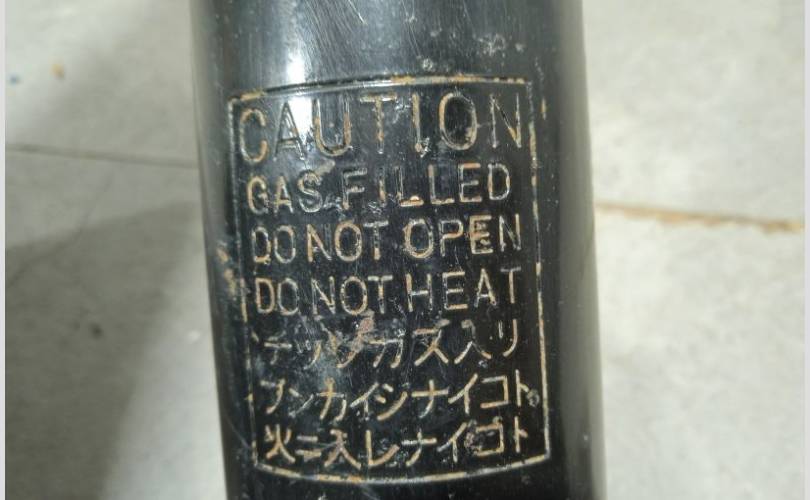 CAUTION
GAS FILLED
DO NOT OPEN
DO NOT HEAT
チッソガス入リ
ブンカイシナイコト
火ニ入レナイコト